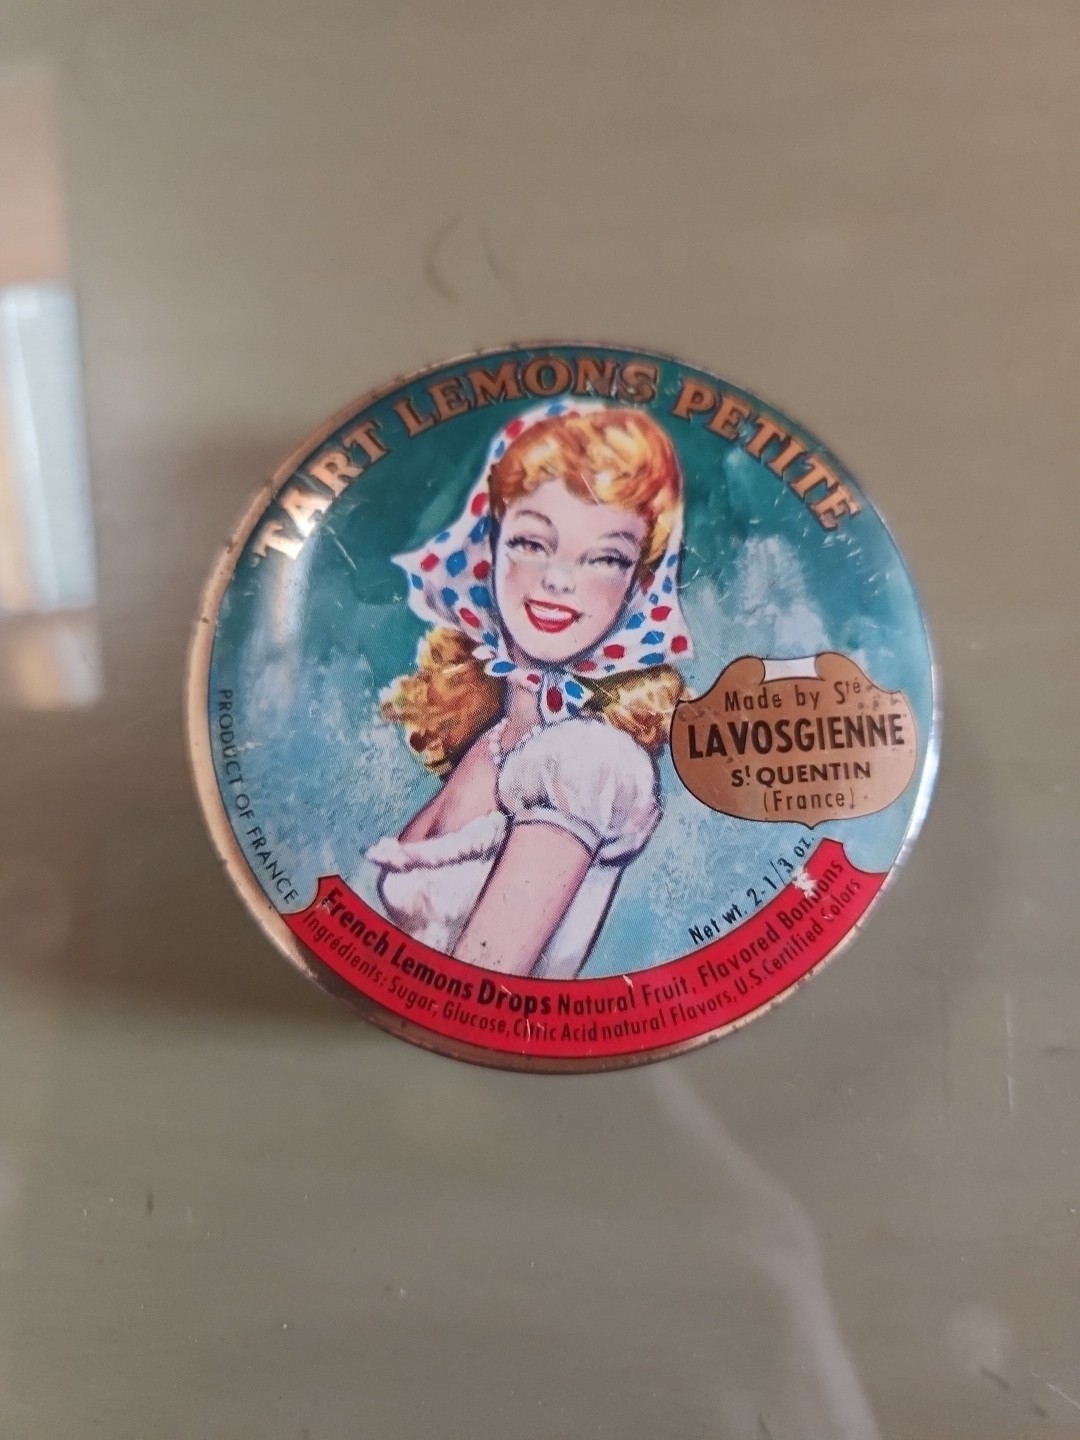 TART LEMONS PETITE
Made by Sté
LAVOSGIENNE
St QUENTIN
(France)
PRODUCT OF FRANCE
Net wt. 2-1/3 oz.
French Lemons Drops Natural Fruit, Flavored Bonbons
Ingredients: Sugar, Glucose, Citric Acid natural Flavors, U.S. Certified Colors